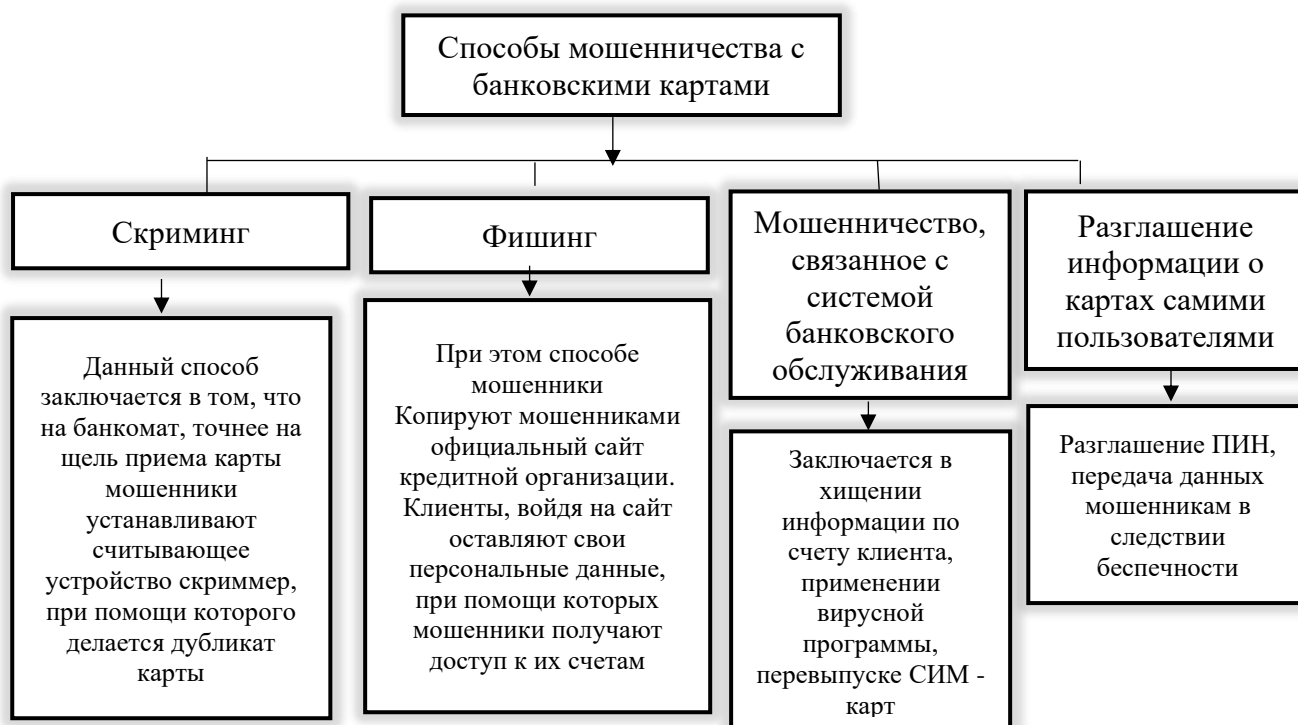 Способы мошенничества с
банковскими картами
Скриминг
Данный способ
заключается в том, что
на банкомат, точнее на
щель приема карты
мошенники
устанавливают
считывающее
устройство скриммер,
при помощи которого
делается дубликат
карты
Фишинг
При этом способе
мошенники
Копируют мошенниками
официальный сайт
кредитной организации.
Клиенты, войдя на сайт
оставляют свои
персональные данные,
при помощи которых
мошенники получают
доступ к их счетам
Мошенничество,
связанное с
системой
банковского
обслуживания
Заключается в
хищении
информации по
счету клиента,
применении
вирусной
программы,
перевыпуске СИМ -
карт
Разглашение
информации о
картах самими
пользователями
Разглашение ПИН,
передача данных
мошенникам в
следствии
беспечности